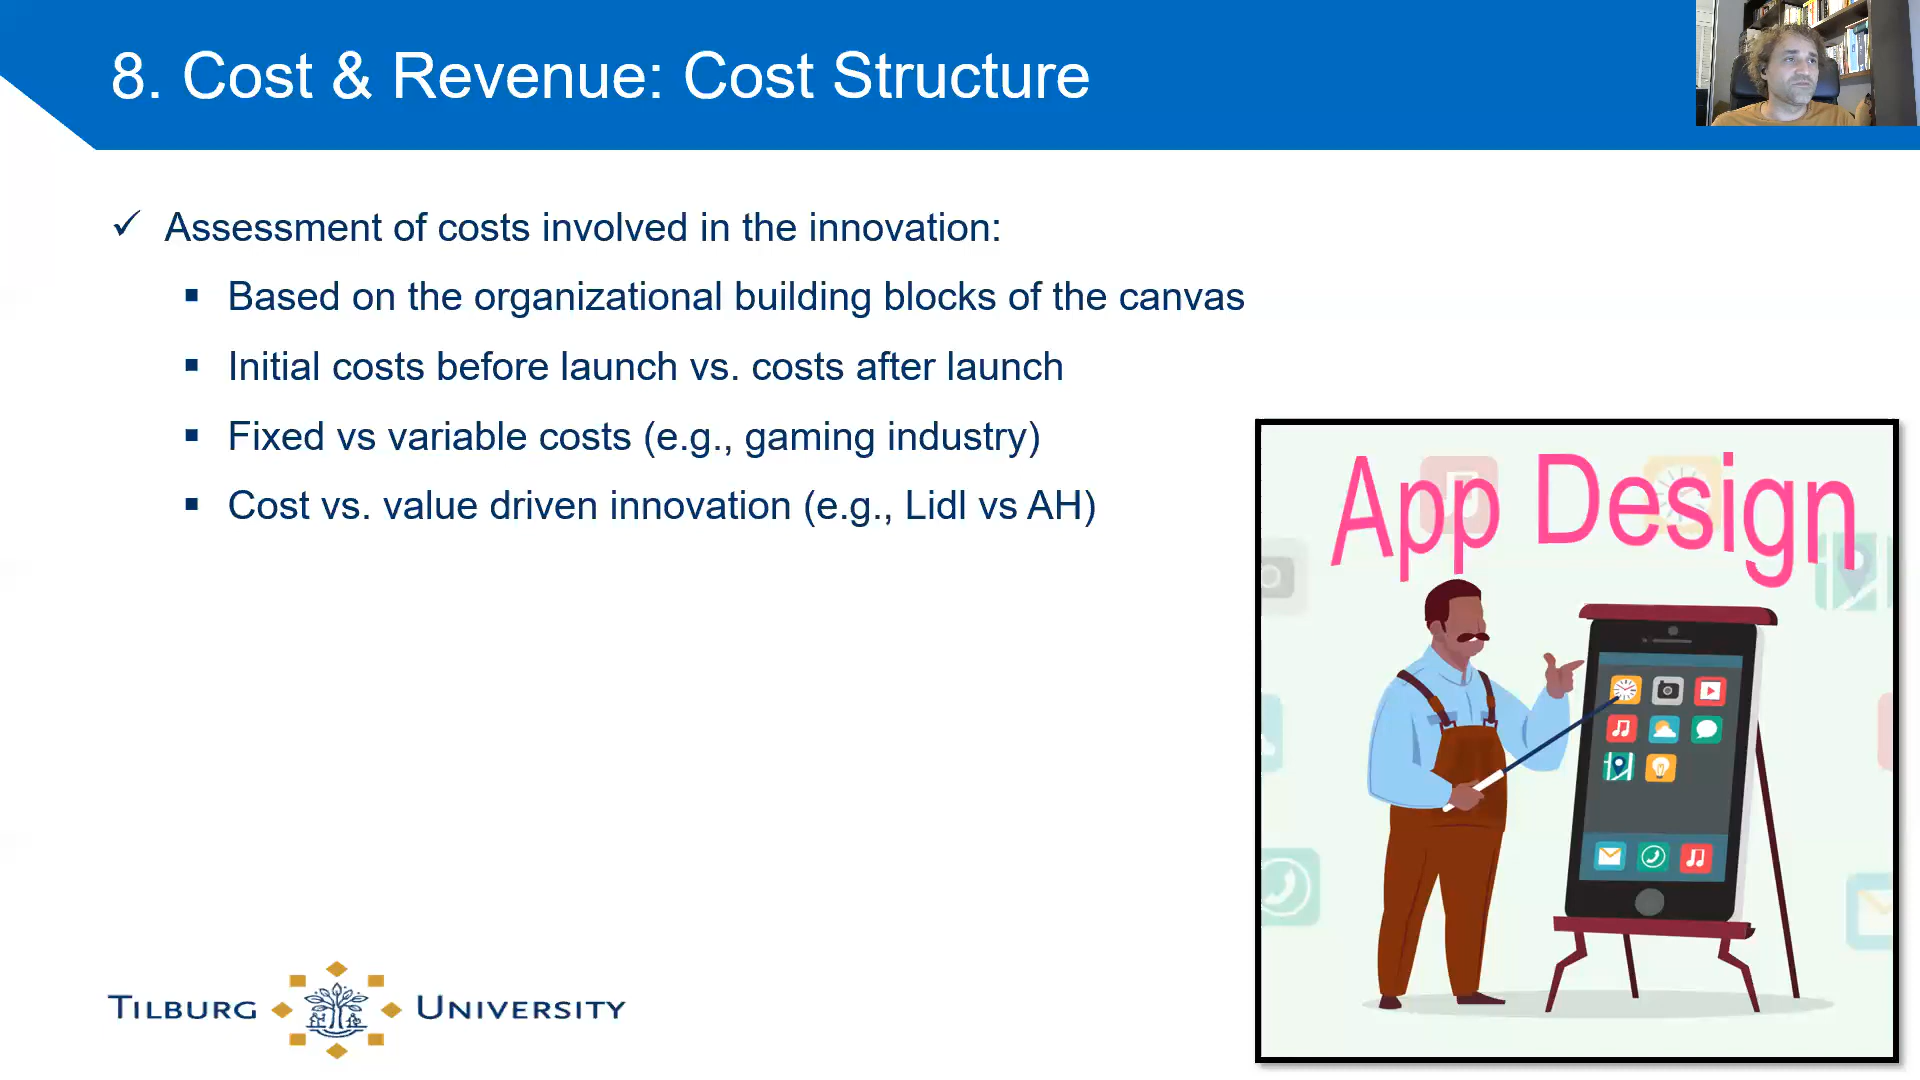 8. Cost & Revenue: Cost Structure
✓ Assessment of costs involved in the innovation:
▪ Based on the organizational building blocks of the canvas
▪ Initial costs before launch vs. costs after launch
▪ Fixed vs variable costs (e.g., gaming industry)
▪ Cost vs. value driven innovation (e.g., Lidl vs AH)
App Design
TILBURG UNIVERSITY